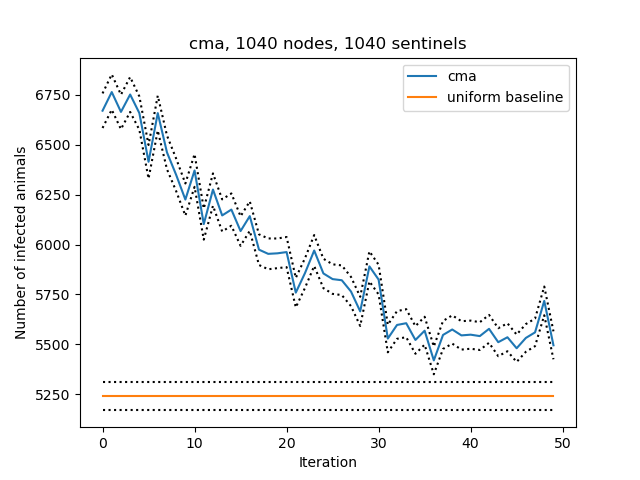 cma, 1040 nodes, 1040 sentinels
cma
uniform baseline
Number of infected animals
6750
6500
6250
6000
5750
5500
5250
0 10 20 30 40 50
Iteration